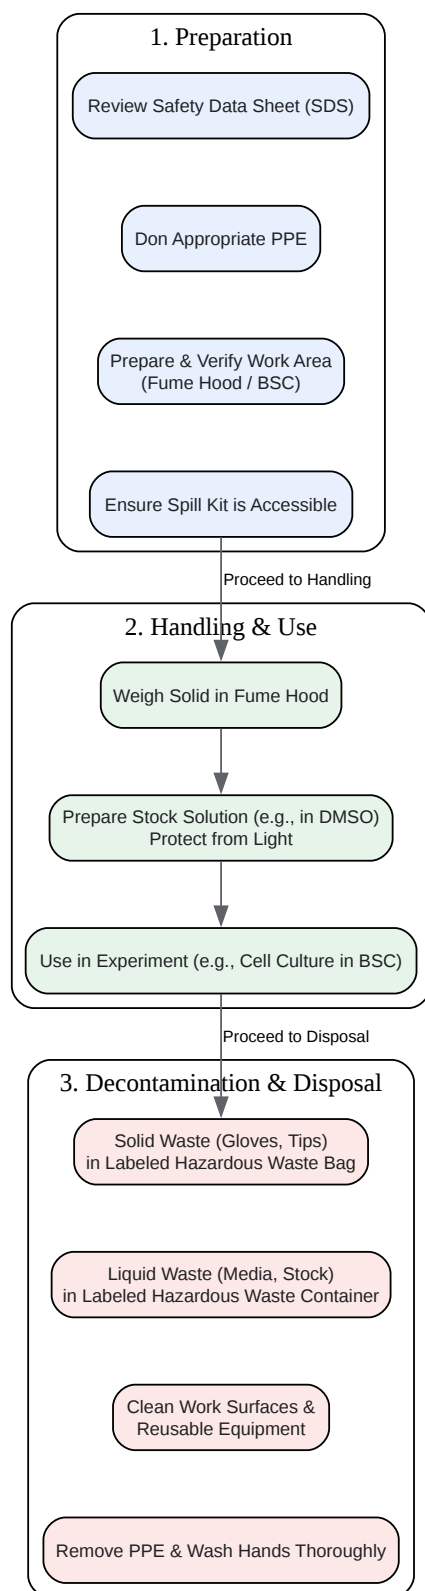 1. Preparation
Review Safety Data Sheet (SDS)
Don Appropriate PPE
Prepare & Verify Work Area
(Fume Hood / BSC)
Ensure Spill Kit is Accessible
Proceed to Handling
2. Handling & Use
Weigh Solid in Fume Hood
Prepare Stock Solution (e.g., in DMSO)
Protect from Light
Use in Experiment (e.g., Cell Culture in BSC)
Proceed to Disposal
3. Decontamination & Disposal
Solid Waste (Gloves, Tips)
in Labeled Hazardous Waste Bag
Liquid Waste (Media, Stock)
in Labeled Hazardous Waste Container
Clean Work Surfaces &
Reusable Equipment
Remove PPE & Wash Hands Thoroughly